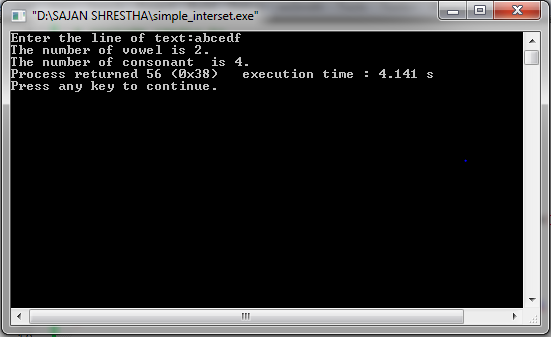 "D:\SAJAN SHRESTHA\simple_interset.exe"
Enter the line of text:abcedf
The number of vowel is 2.
The number of consonant  is 4.
Process returned 56 (0x38)   execution time : 4.141 s
Press any key to continue.